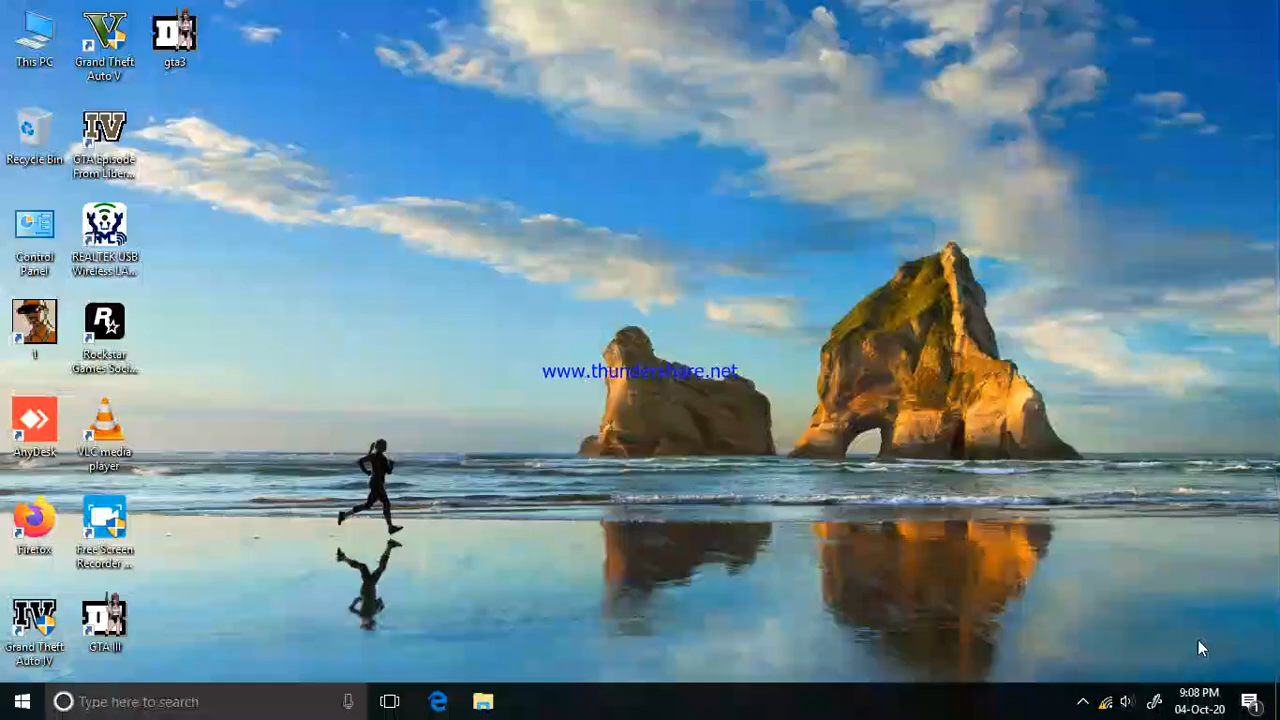 This PC
Grand Theft
Auto V
gta3
Recycle Bin
GTA Episode
From Liber...
Control
Panel
REALTEK USB
Wireless LA...
1
Rockstar
Games Soci...
www.thundershare.net
AnyDesk
VLC media
player
Firefox
Free Screen
Recorder ...
Grand Theft
Auto IV
GTA III
Type here to search
9:08 PM
04-Oct-20
1